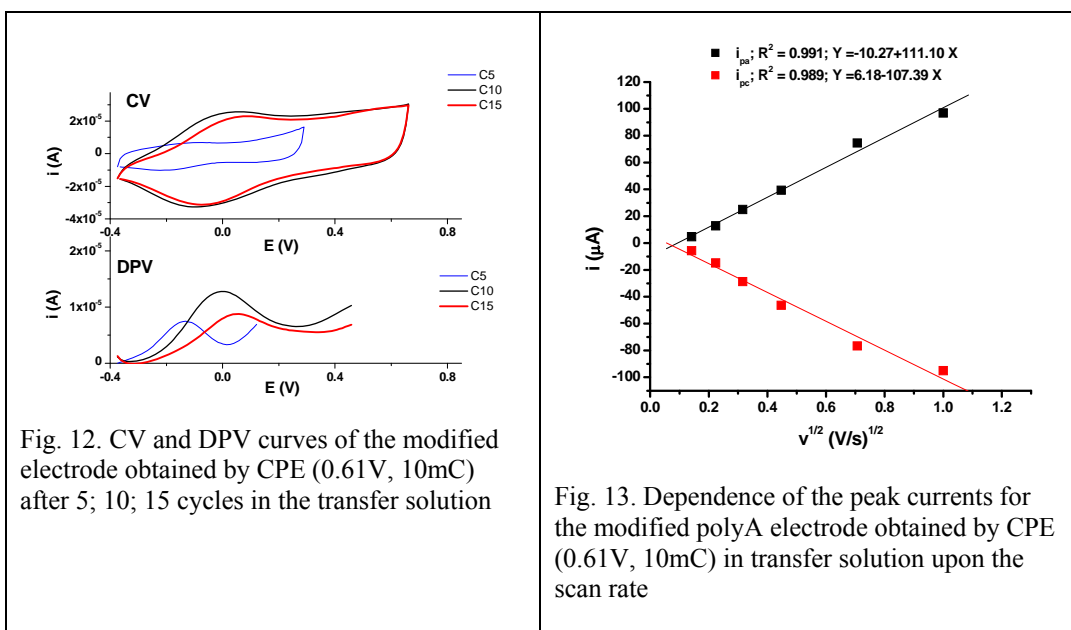 CV
C5
C10
C15
2x10⁻⁵
0
-2x10⁻⁵
-4x10⁻⁵
i (A)
-0.4 0.0 0.4 0.8
E (V)
DPV
C5
C10
C15
2x10⁻⁵
1x10⁻⁵
0
i (A)
-0.4 0.0 0.4 0.8
E (V)
Fig. 12. CV and DPV curves of the modified
electrode obtained by CPE (0.61V, 10mC)
after 5; 10; 15 cycles in the transfer solution
i_pa; R² = 0.991; Y =-10.27+111.10 X
i_pc; R² = 0.989; Y=6.18-107.39 X
120
100
80
60
40
20
0
-20
-40
-60
-80
-100
i (µA)
0.0 0.2 0.4 0.6 0.8 1.0 1.2
v^1/2 (V/s)^1/2
Fig. 13. Dependence of the peak currents for
the modified polyA electrode obtained by CPE
(0.61V, 10mC) in transfer solution upon the
scan rate